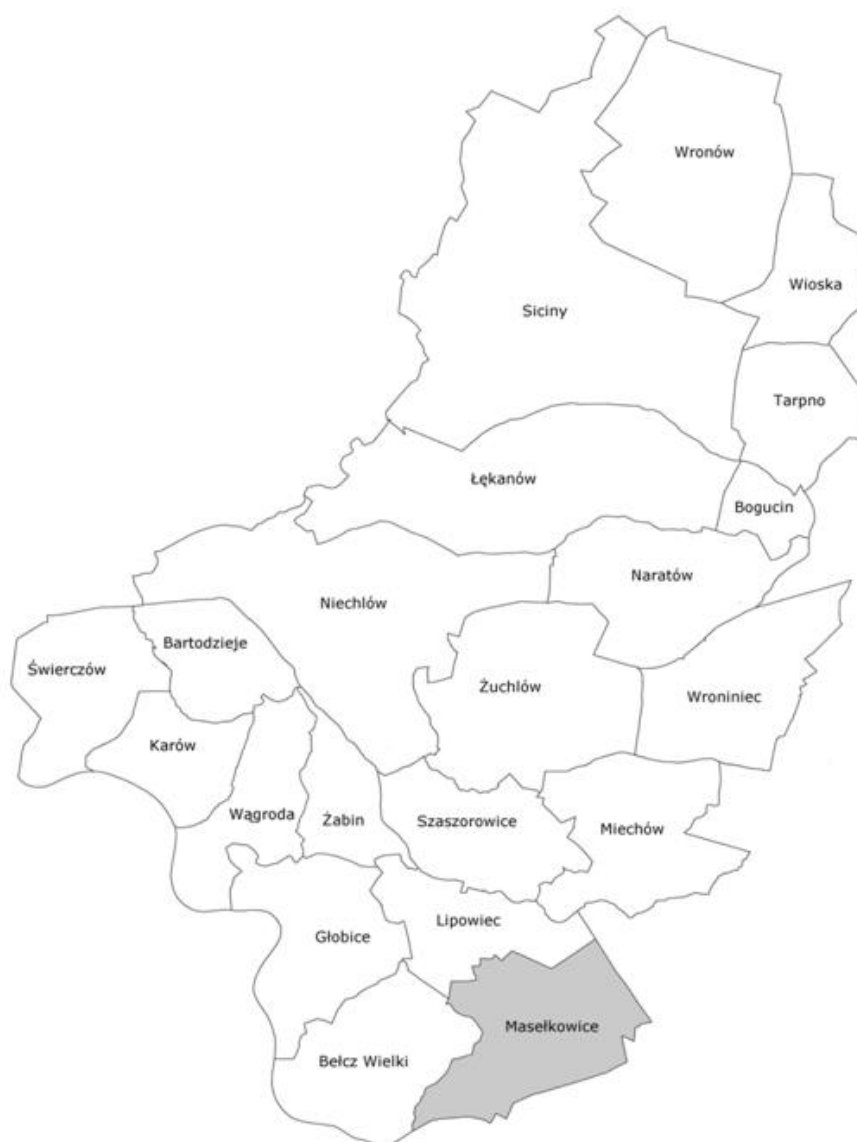 Wronów
Wioska
Siciny
Tarpno
Łękanów
Bogucin
Naratów
Niechlów
Bartodzieje
Świerczów
Żuchlów
Wroniniec
Karów
Wągroda
Żabin
Szaszorowice
Miechów
Lipowiec
Głobice
Masełkowice
Bełcz Wielki